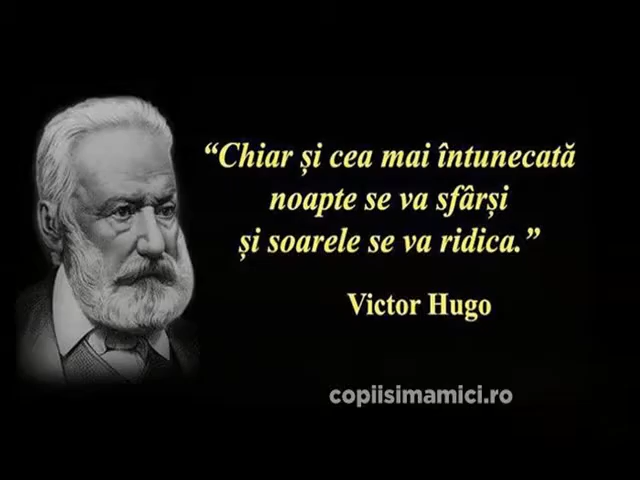 “Chiar și cea mai întunecată
noapte se va sfârși
și soarele se va ridica.”
Victor Hugo
copiisimamici.ro